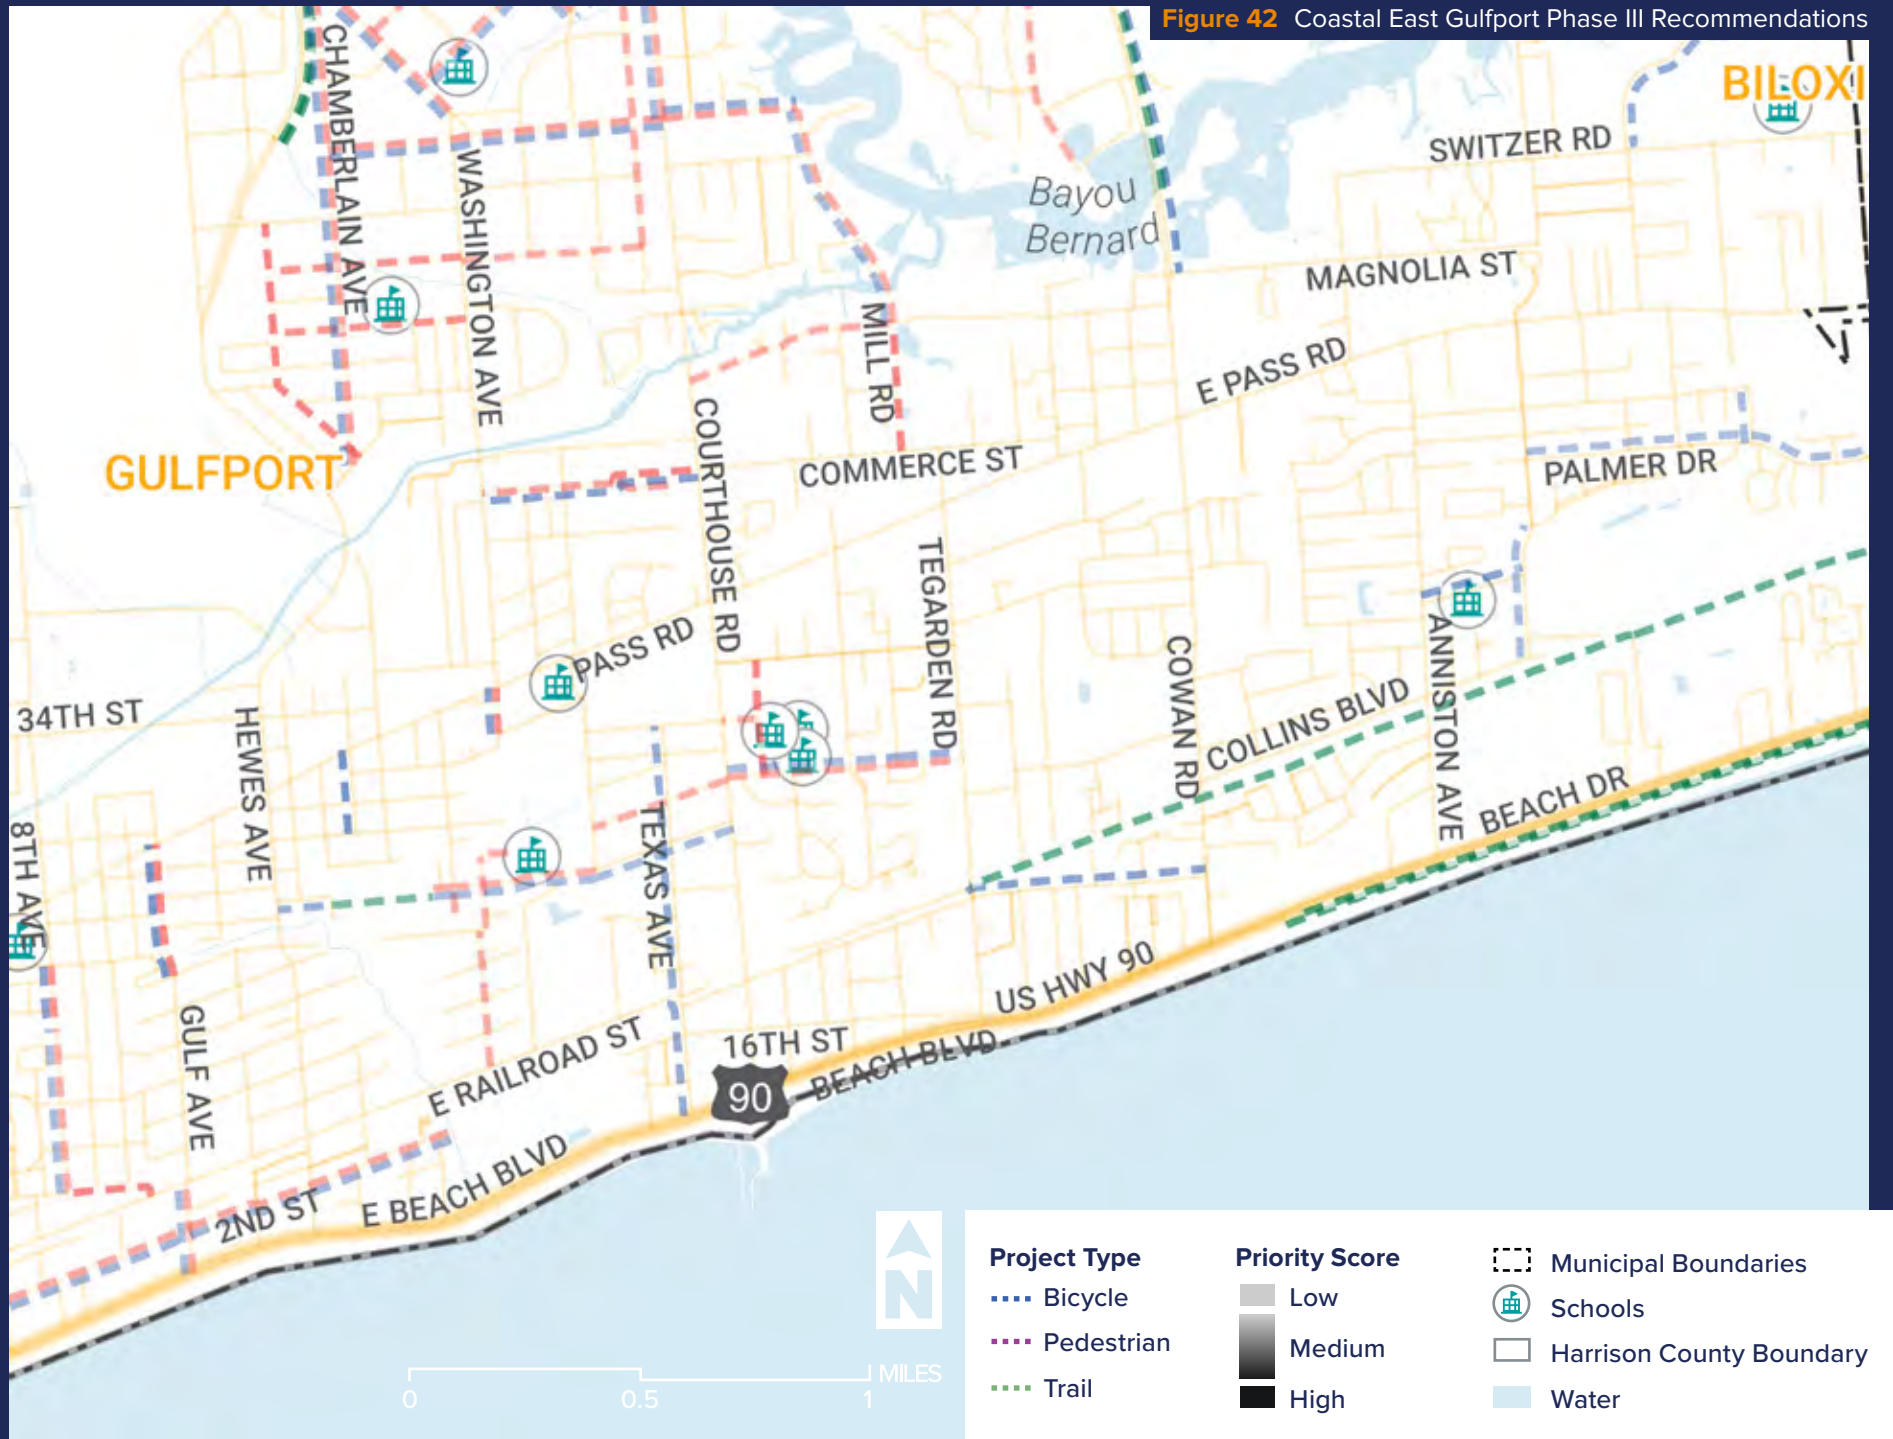 Figure 42 Coastal East Gulfport Phase III Recommendations
BILOXI
CHAMBERLAIN AVE
WASHINGTON AVE
SWITZER RD
Bayou
Bernard
MAGNOLIA ST
MILL RD
E PASS RD
COURTHOUSE RD
GULFPORT
COMMERCE ST
PALMER DR
TEGARDEN RD
PASS RD
ANNISTON AVE
COWAN RD
34TH ST
HEWES AVE
COLLINS BLVD
BEACH DR
8TH AVE
TEXAS AVE
US HWY 90
GULF AVE
E RAILROAD ST
16TH ST
BEACH BLVD
90
E BEACH BLVD
2ND ST
N
MILES
0 0.5 1
Project Type
Bicycle
Pedestrian
Trail
Priority Score
Low
Medium
High
Municipal Boundaries
Schools
Harrison County Boundary
Water